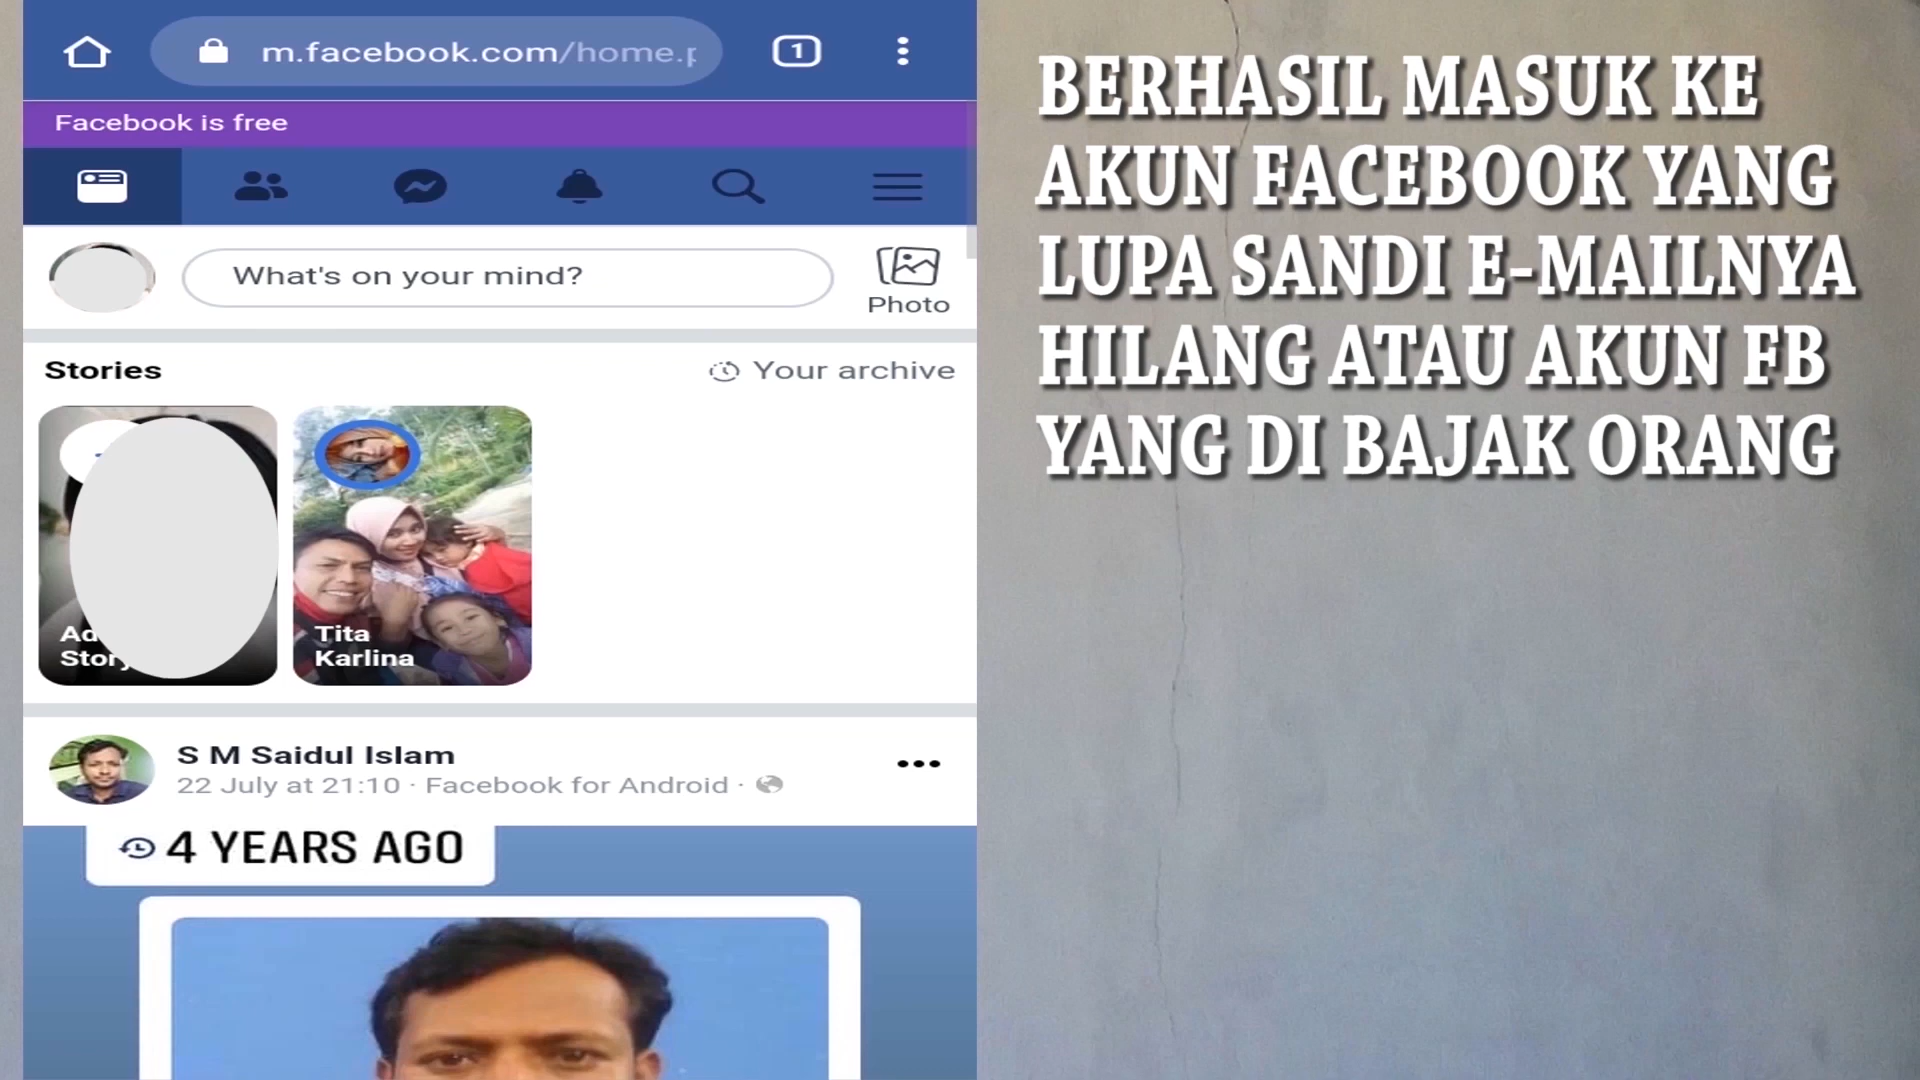 m.facebook.com/home.p
1
Facebook is free
What's on your mind?
Photo
Stories
Your archive
Story
Tita
Karlina
S M Saidul Islam
22 July at 21:10 · Facebook for Android ·
4 YEARS AGO
BERHASIL MASUK KE
AKUN FACEBOOK YANG
LUPA SANDI E-MAILNYA
HILANG ATAU AKUN FB
YANG DI BAJAK ORANG